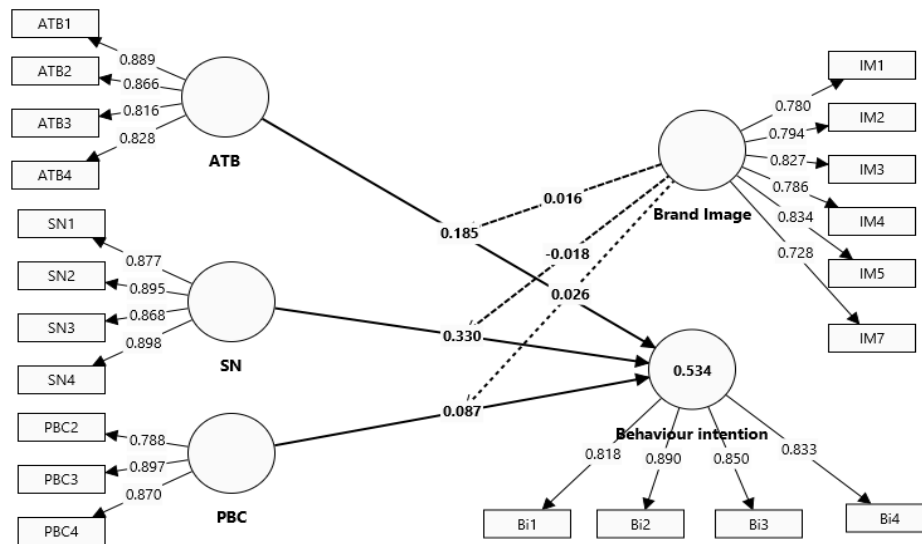 ATB1
ATB2
ATB3
ATB4
0.889
0.866
0.816
0.828
ATB
SN1
SN2
SN3
SN4
0.877
0.895
0.868
0.898
SN
PBC2
PBC3
PBC4
0.788
0.897
0.870
PBC
0.185
0.330
0.087
0.016
-0.018
0.026
Brand Image
0.780
0.794
0.827
0.786
0.834
0.728
IM1
IM2
IM3
IM4
IM5
IM7
0.534
Behaviour intention
0.818
0.890
0.850
0.833
Bi1
Bi2
Bi3
Bi4